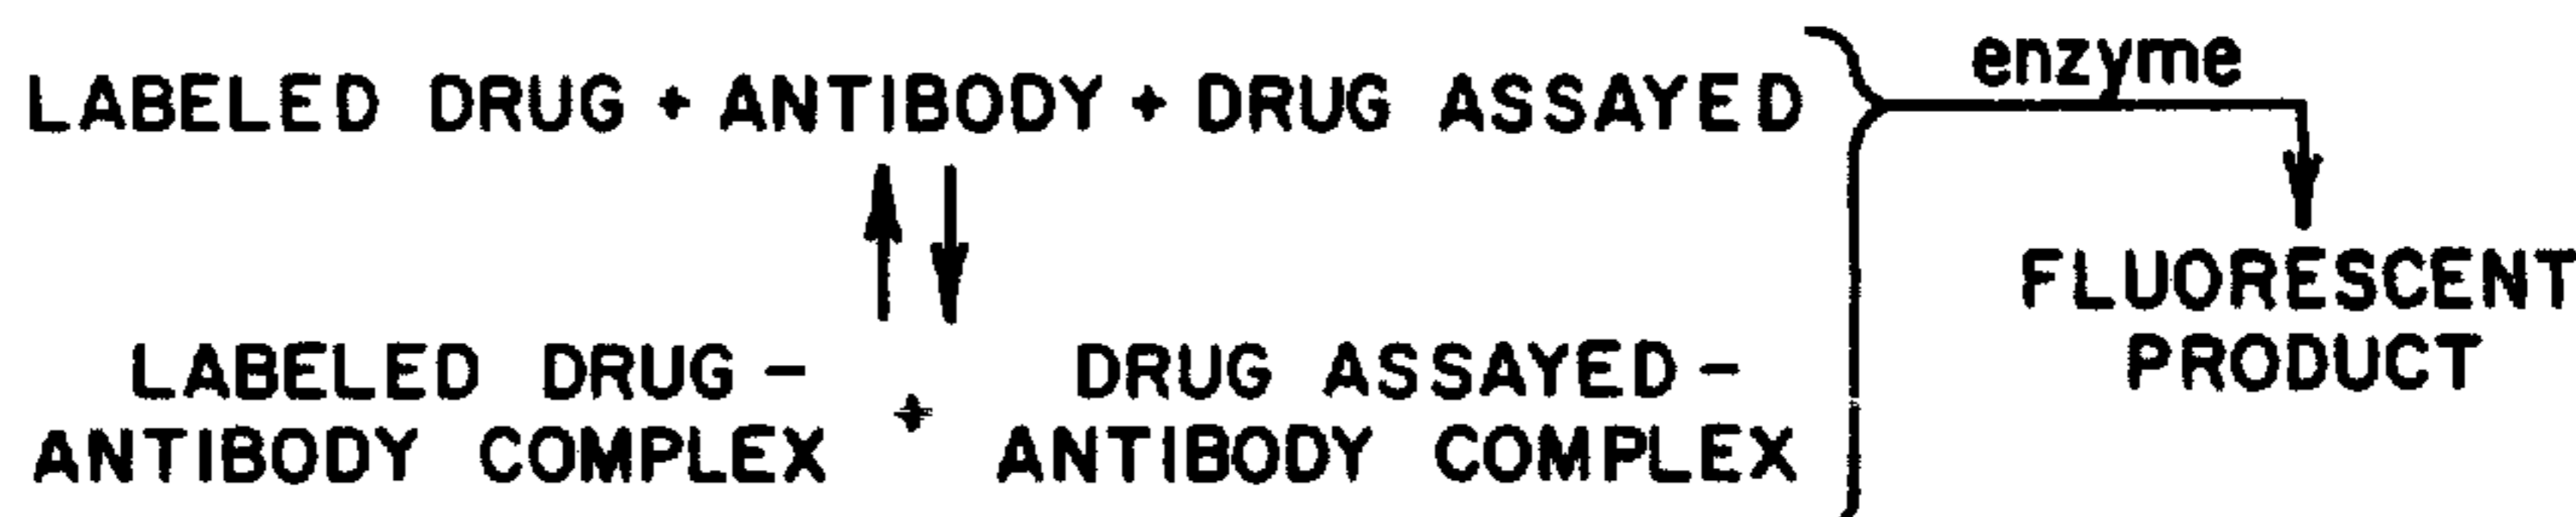 LABELED DRUG + ANTIBODY + DRUG ASSAYED
enzyme
LABELED DRUG -
ANTIBODY COMPLEX
+
DRUG ASSAYED -
ANTIBODY COMPLEX
FLUORESCENT
PRODUCT